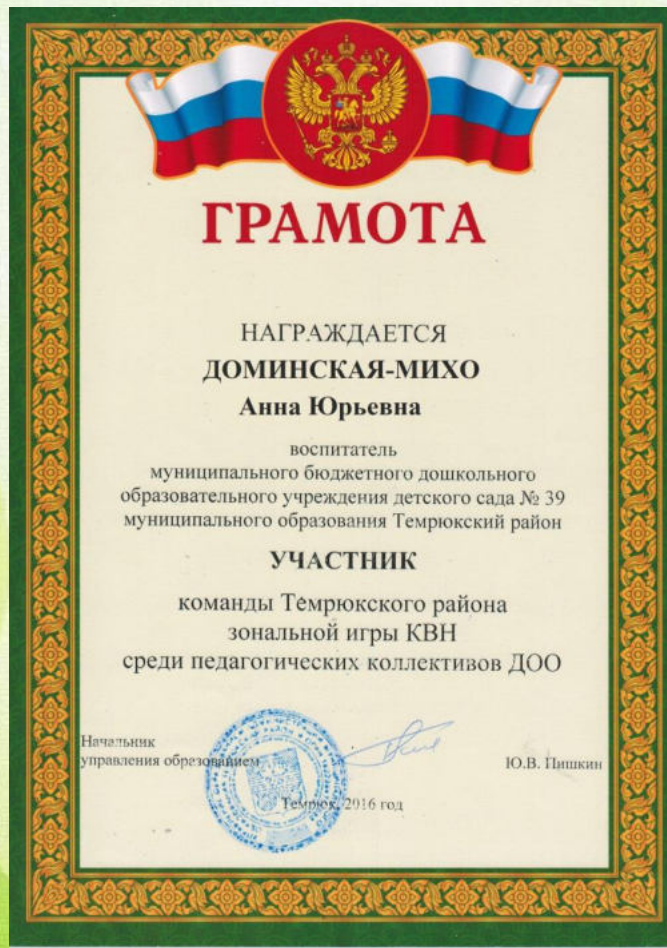 ГРАМОТА
НАГРАЖДАЕТСЯ
ДОМИНСКАЯ-МИХО
Анна Юрьевна
воспитатель
муниципального бюджетного дошкольного
образовательного учреждения детского сада № 39
муниципального образования Темрюкский район
УЧАСТНИК
команды Темрюкского района
зональной игры КВН
среди педагогических коллективов ДОО
Начальник
управления образованием
Ю.В. Пишкин
Темрюк, 2016 год